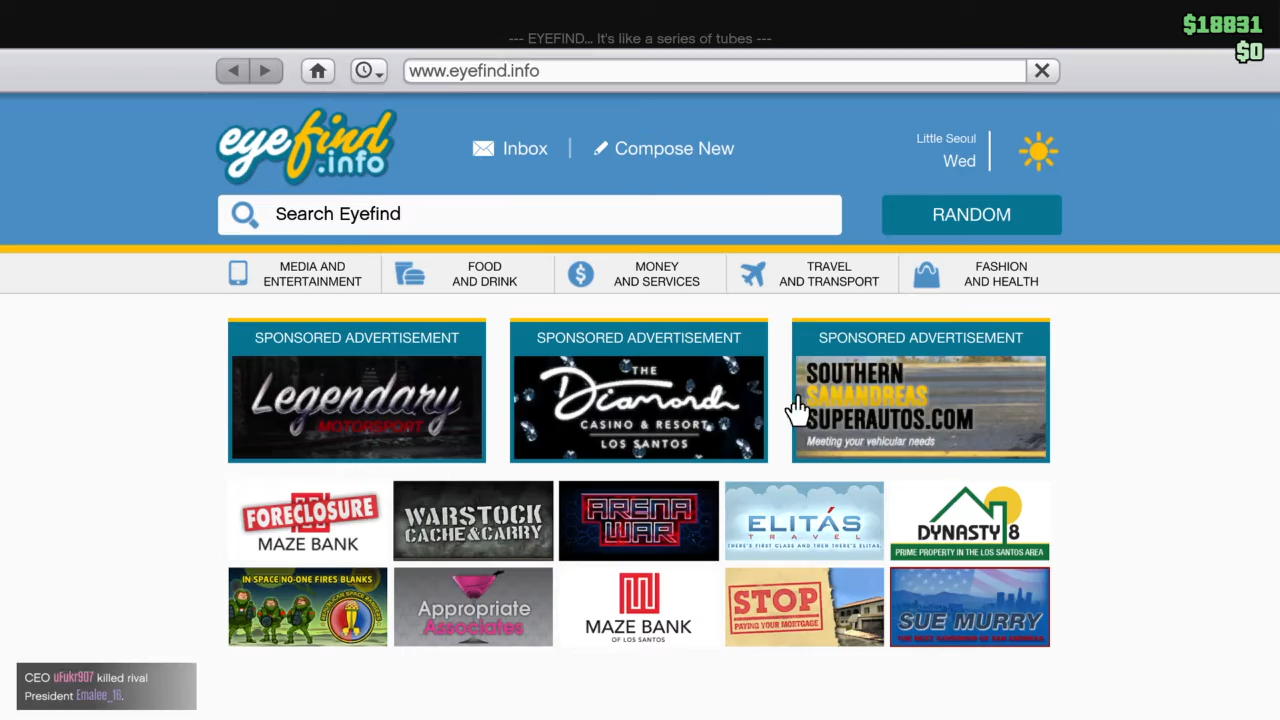 --- EYEFIND... It's like a series of tubes ---
$18831
$0
www.eyefind.info
eyefind
.info
Inbox
Compose New
Little Seoul
Wed
Search Eyefind
RANDOM
MEDIA AND
ENTERTAINMENT
FOOD
AND DRINK
MONEY
AND SERVICES
TRAVEL
AND TRANSPORT
FASHION
AND HEALTH
SPONSORED ADVERTISEMENT
Legendary
MOTORSPORT
SPONSORED ADVERTISEMENT
THE
Diamond
CASINO & RESORT
LOS SANTOS
SPONSORED ADVERTISEMENT
SOUTHERN
SANANDREAS
SUPERAUTOS.COM
Meeting your vehicular needs
FORECLOSURE
MAZE BANK
WARSTOCK
CACHE&CARRY
ARENA
WAR
ELITÁS
TRAVEL
THERE'S FIRST CLASS AND THEN THERE'S ELITAS.
DYNASTY 8
PRIME PROPERTY IN THE LOS SANTOS AREA
IN SPACE NO-ONE FIRES BLANKS
Appropriate
Associates
MAZE BANK
OF LOS SANTOS
STOP
PAYING YOUR MORTGAGE
SUE MURRY
CEO uFukr907 killed rival
President Emalee_16.